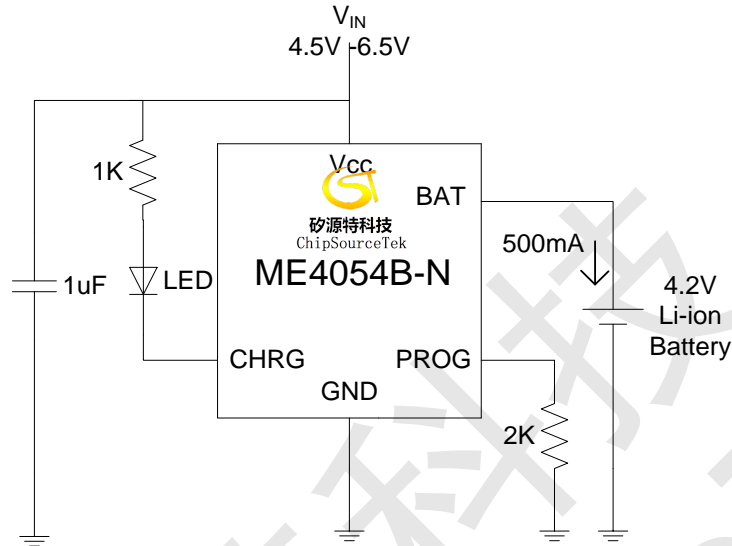 VIN
4.5V -6.5V
1K
Vcc
BAT
矽源特科技
ChipSourceTek
500mA
ME4054B-N
1uF
LED
4.2V
Li-ion
Battery
CHRG
PROG
GND
2K